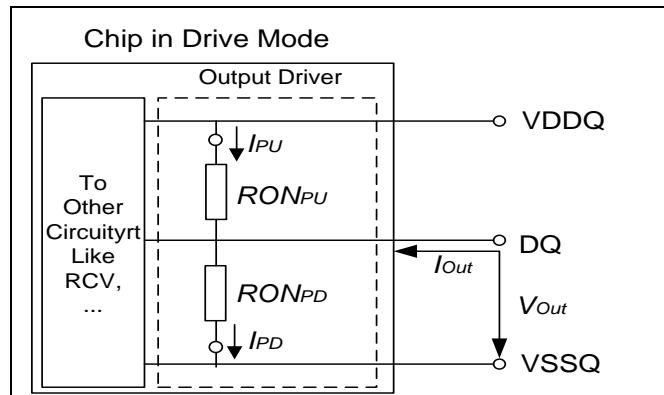 Chip in Drive Mode
Output Driver
VDDQ
IPU
To
Other
Circuityrt
Like
RCV,
...
RONPU
DQ
IOut
RONPD
VOut
IPD
VSSQ